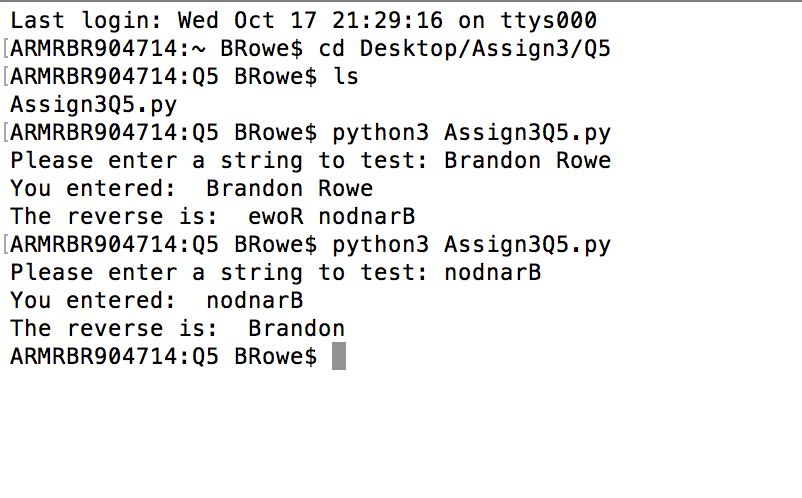 Last login: Wed Oct 17 21:29:16 on ttys000
[ARMRBR904714:~ BRowe$ cd Desktop/Assign3/Q5
[ARMRBR904714:Q5 BRowe$ ls
Assign3Q5.py
[ARMRBR904714:Q5 BRowe$ python3 Assign3Q5.py
Please enter a string to test: Brandon Rowe
You entered:  Brandon Rowe
The reverse is:  ewoR nodnarB
[ARMRBR904714:Q5 BRowe$ python3 Assign3Q5.py
Please enter a string to test: nodnarB
You entered:  nodnarB
The reverse is:  Brandon
ARMRBR904714:Q5 BRowe$